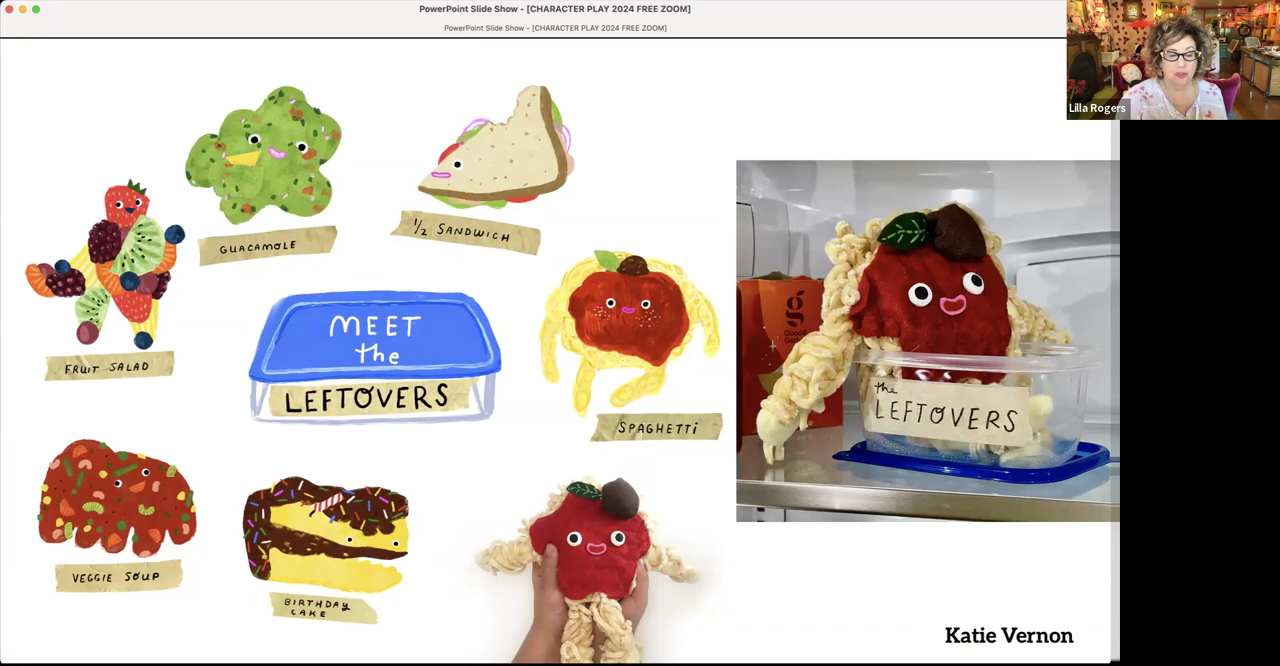 PowerPoint Slide Show - [CHARACTER PLAY 2024 FREE ZOOM]
PowerPoint Slide Show - [CHARACTER PLAY 2024 FREE ZOOM]
Lilla Rogers
GUACAMOLE
1/2 SANDWICH
FRUIT SALAD
MEET
the
LEFTOVERS
SPAGHETTi
the
LEFTOVERS
VEGGIE SOUP
BIRTHDAY
CAKE
Katie Vernon